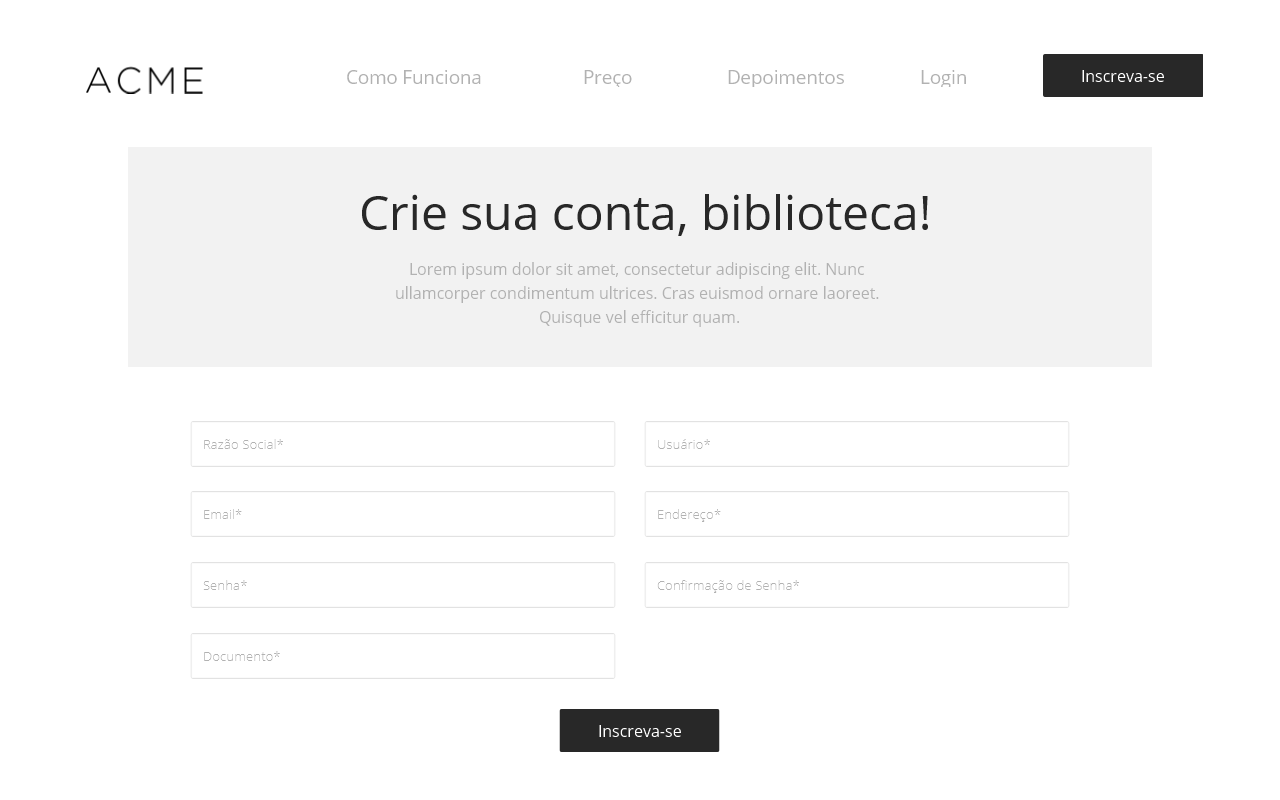 ACME
Como Funciona
Preço
Depoimentos
Login
Inscreva-se
Crie sua conta, biblioteca!
Lorem ipsum dolor sit amet, consectetur adipiscing elit. Nunc
ullamcorper condimentum ultrices. Cras euismod ornare laoreet.
Quisque vel efficitur quam.
Razão Social*
Usuário*
Email*
Endereço*
Senha*
Confirmação de Senha*
Documento*
Inscreva-se